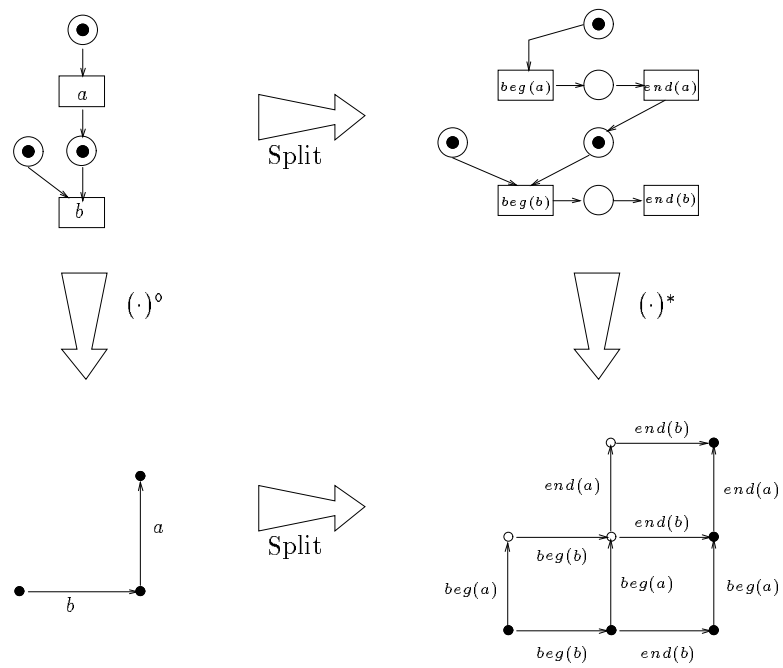 a
beg(a) end(a)
Split
b
beg(b) end(b)
(·)◇ (·)*
end(b)
end(a) end(a)
Split
a
end(b)
beg(b)
beg(a) beg(a) beg(a)
b
beg(b) end(b)